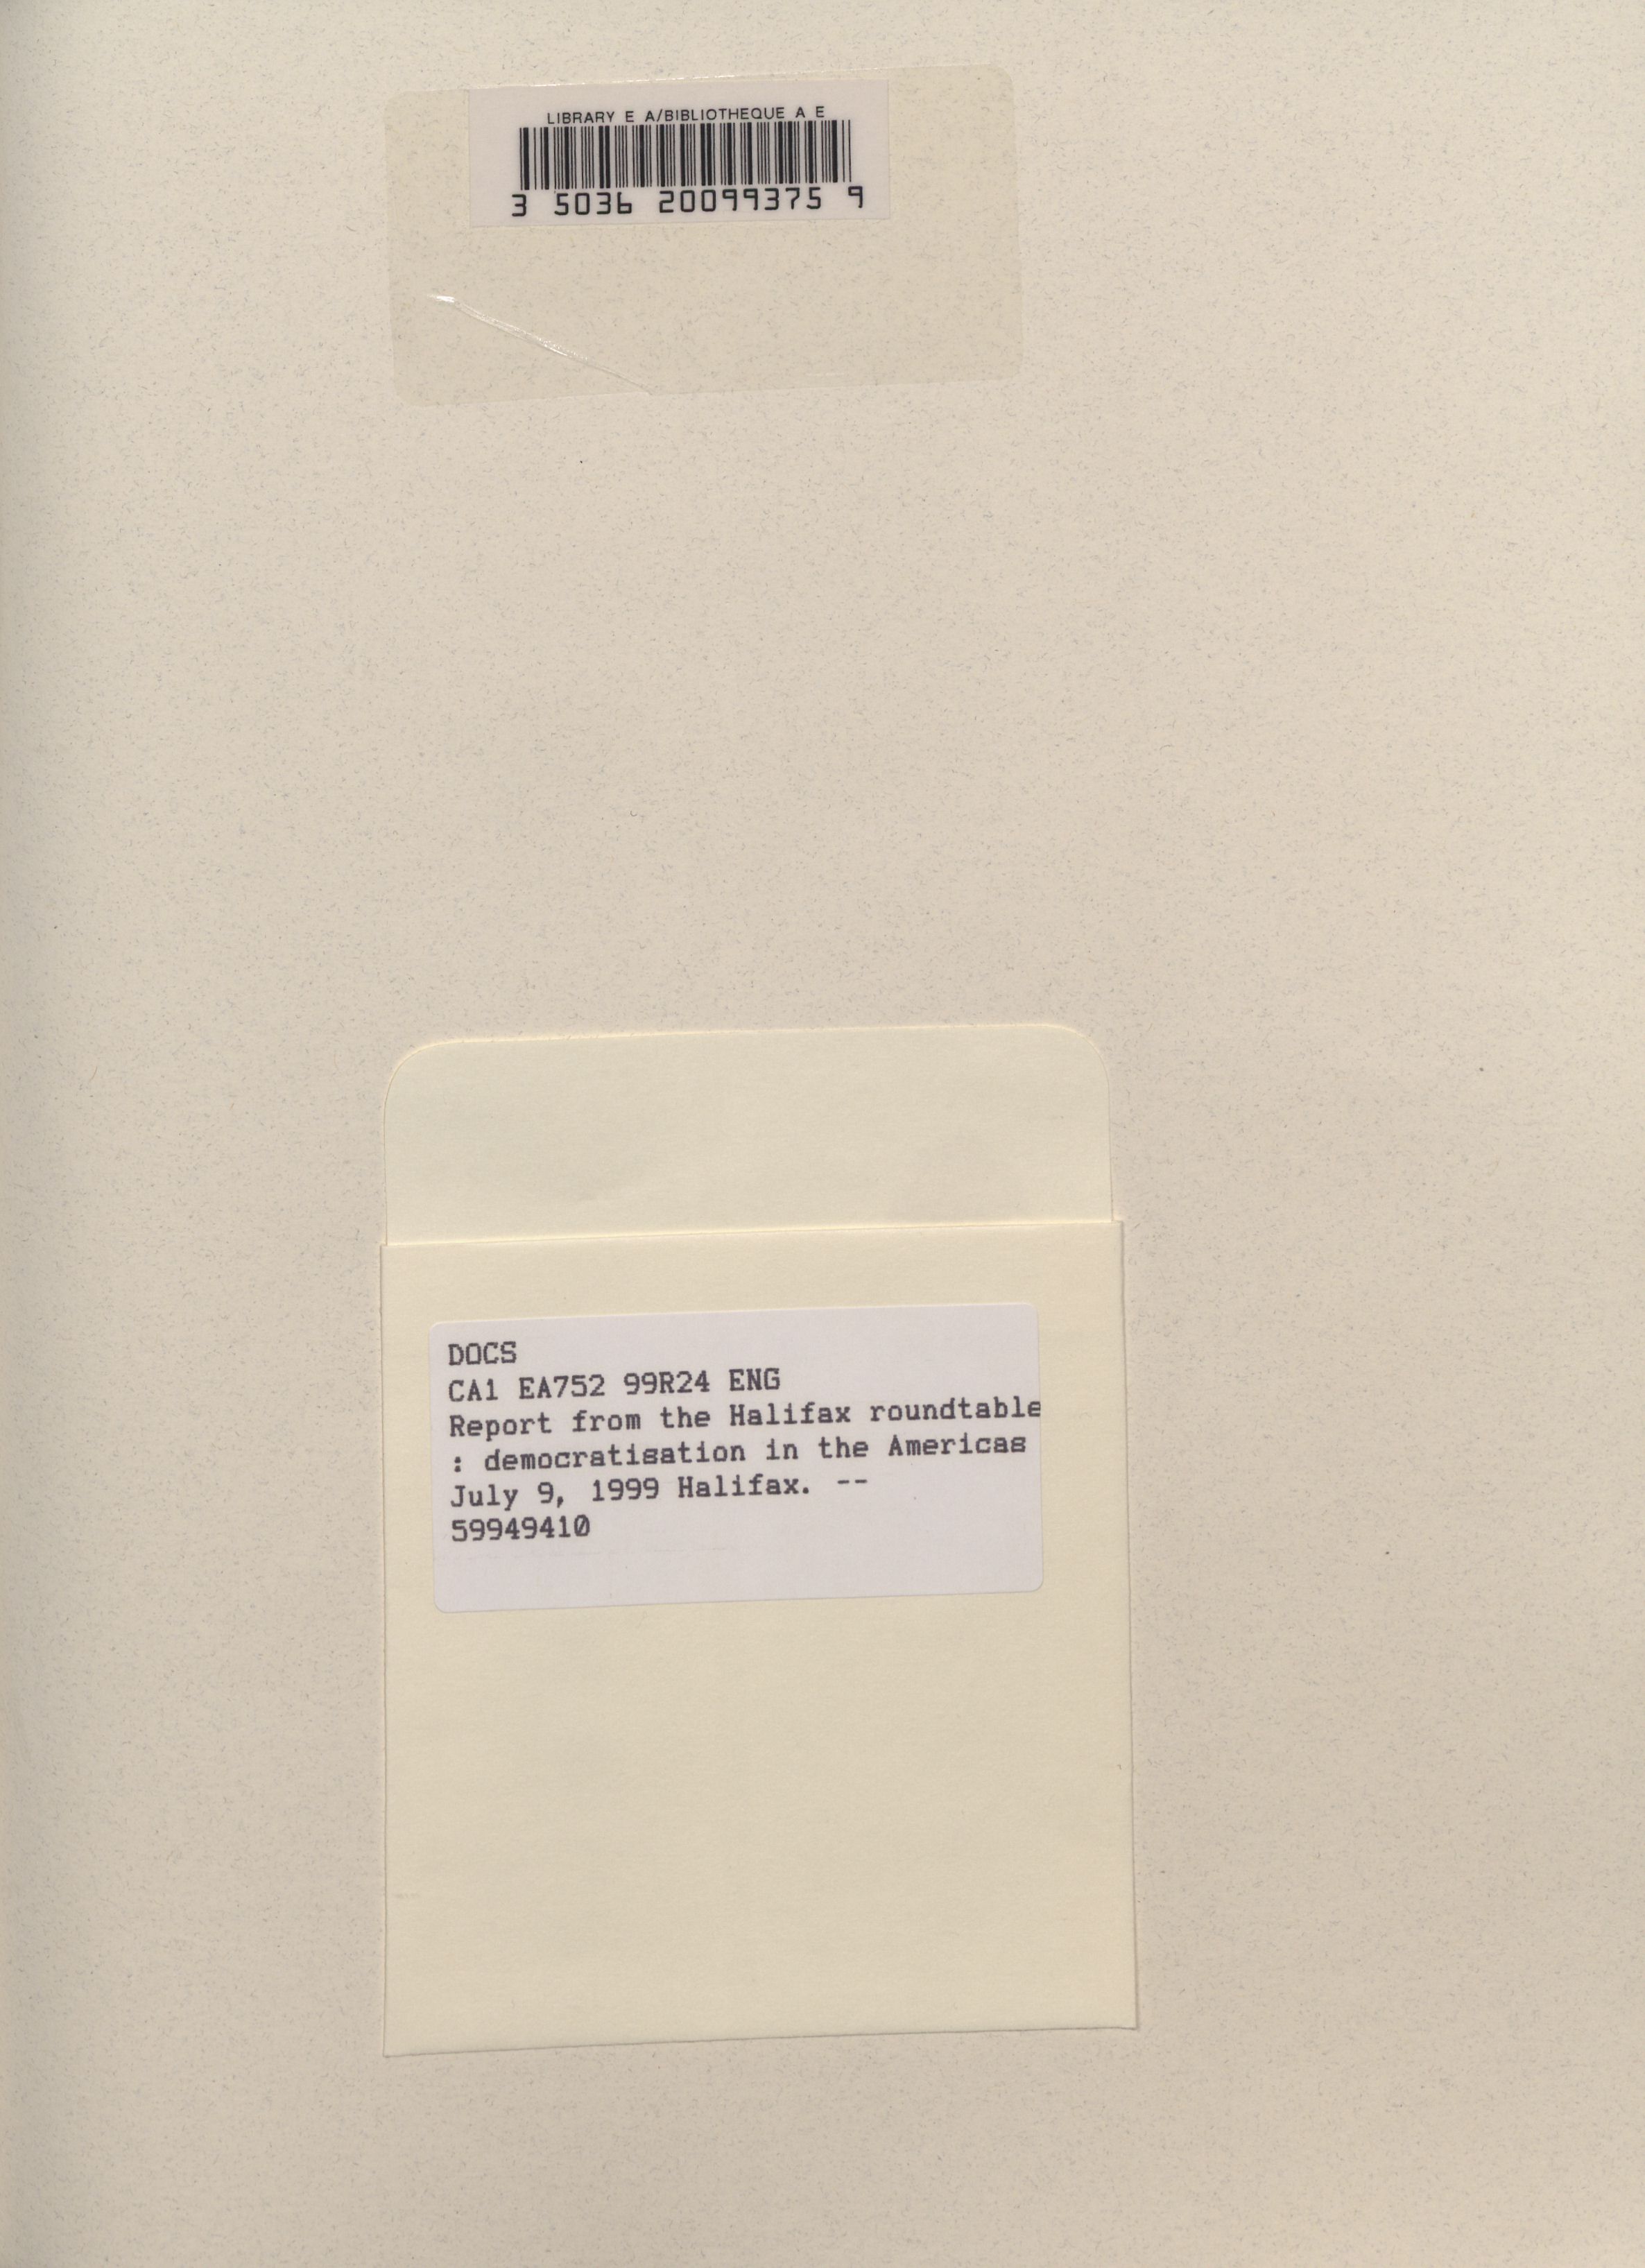 LIBRARY E A/BIBLIOTHEQUE A E
3 5036 20099375 9
DOCS
CA1 EA752 99R24 ENG
Report from the Halifax roundtable
: democratisation in the Americas
July 9, 1999 Halifax. --
59949410